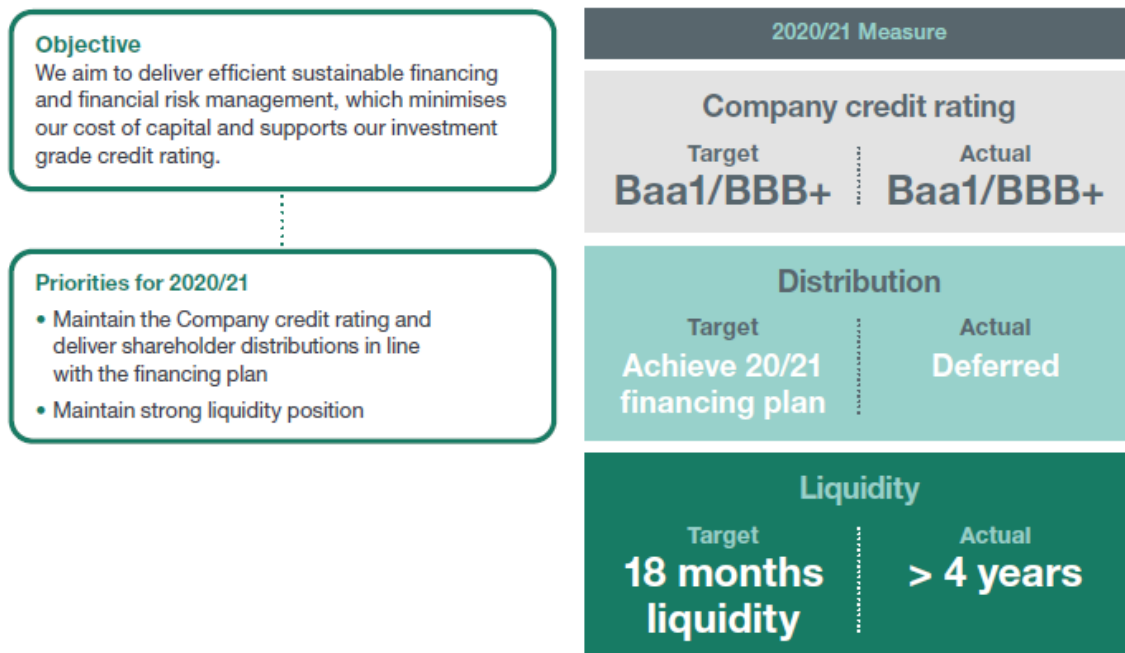 Objective
We aim to deliver efficient sustainable financing
and financial risk management, which minimises
our cost of capital and supports our investment
grade credit rating.
Priorities for 2020/21
• Maintain the Company credit rating and
deliver shareholder distributions in line
with the financing plan
• Maintain strong liquidity position
2020/21 Measure
Company credit rating
Target
Baa1/BBB+
Actual
Baa1/BBB+
Distribution
Target
Achieve 20/21
financing plan
Actual
Deferred
Liquidity
Target
18 months
liquidity
Actual
> 4 years